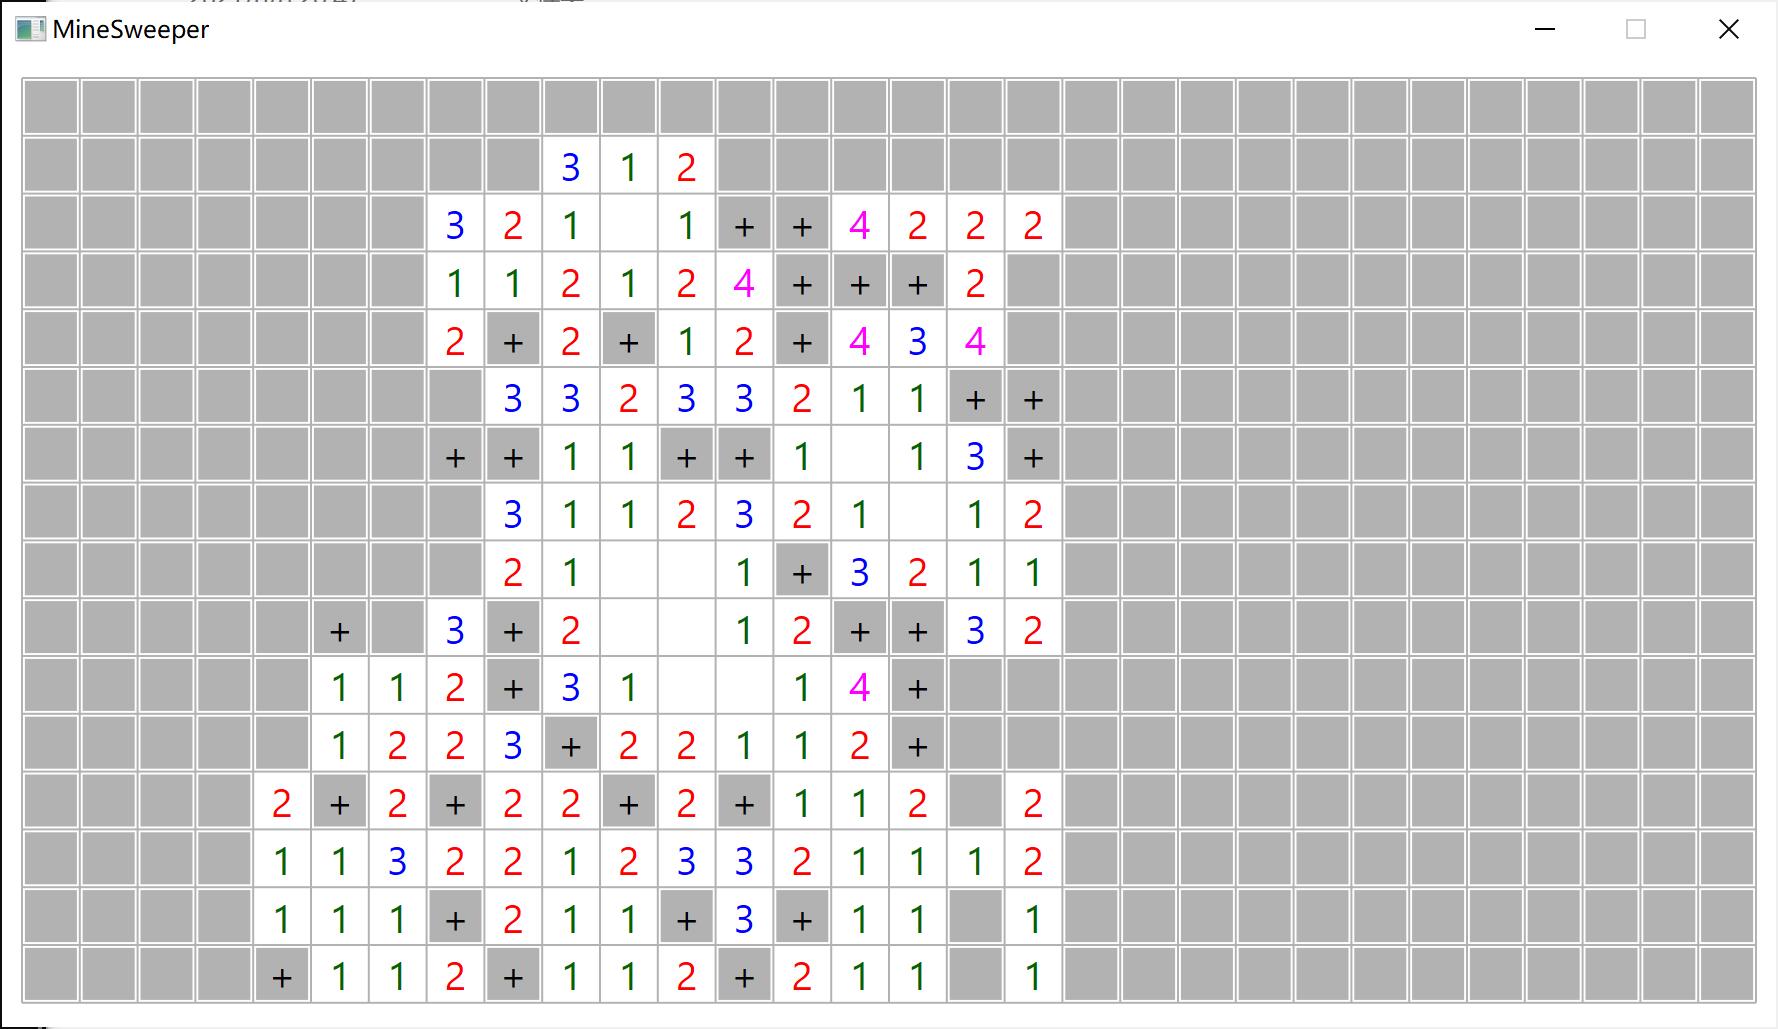 MineSweeper
3 1 2
3 2 1 1 + + 4 2 2 2
1 1 2 1 2 4 + + + 2
2 + 2 + 1 2 + 4 3 4
3 3 2 3 3 2 1 1 + +
+ + 1 1 + + 1 1 3 +
3 1 1 2 3 2 1 1 2
2 1 1 + 3 2 1 1
+ 3 + 2 1 2 + + 3 2
1 1 2 + 3 1 1 4 +
1 2 2 3 + 2 2 1 1 2 +
2 + 2 + 2 2 + 2 + 1 1 2 2
1 1 3 2 2 1 2 3 3 2 1 1 1 2
1 1 1 + 2 1 1 + 3 + 1 1 1
+ 1 1 2 + 1 1 2 + 2 1 1 1